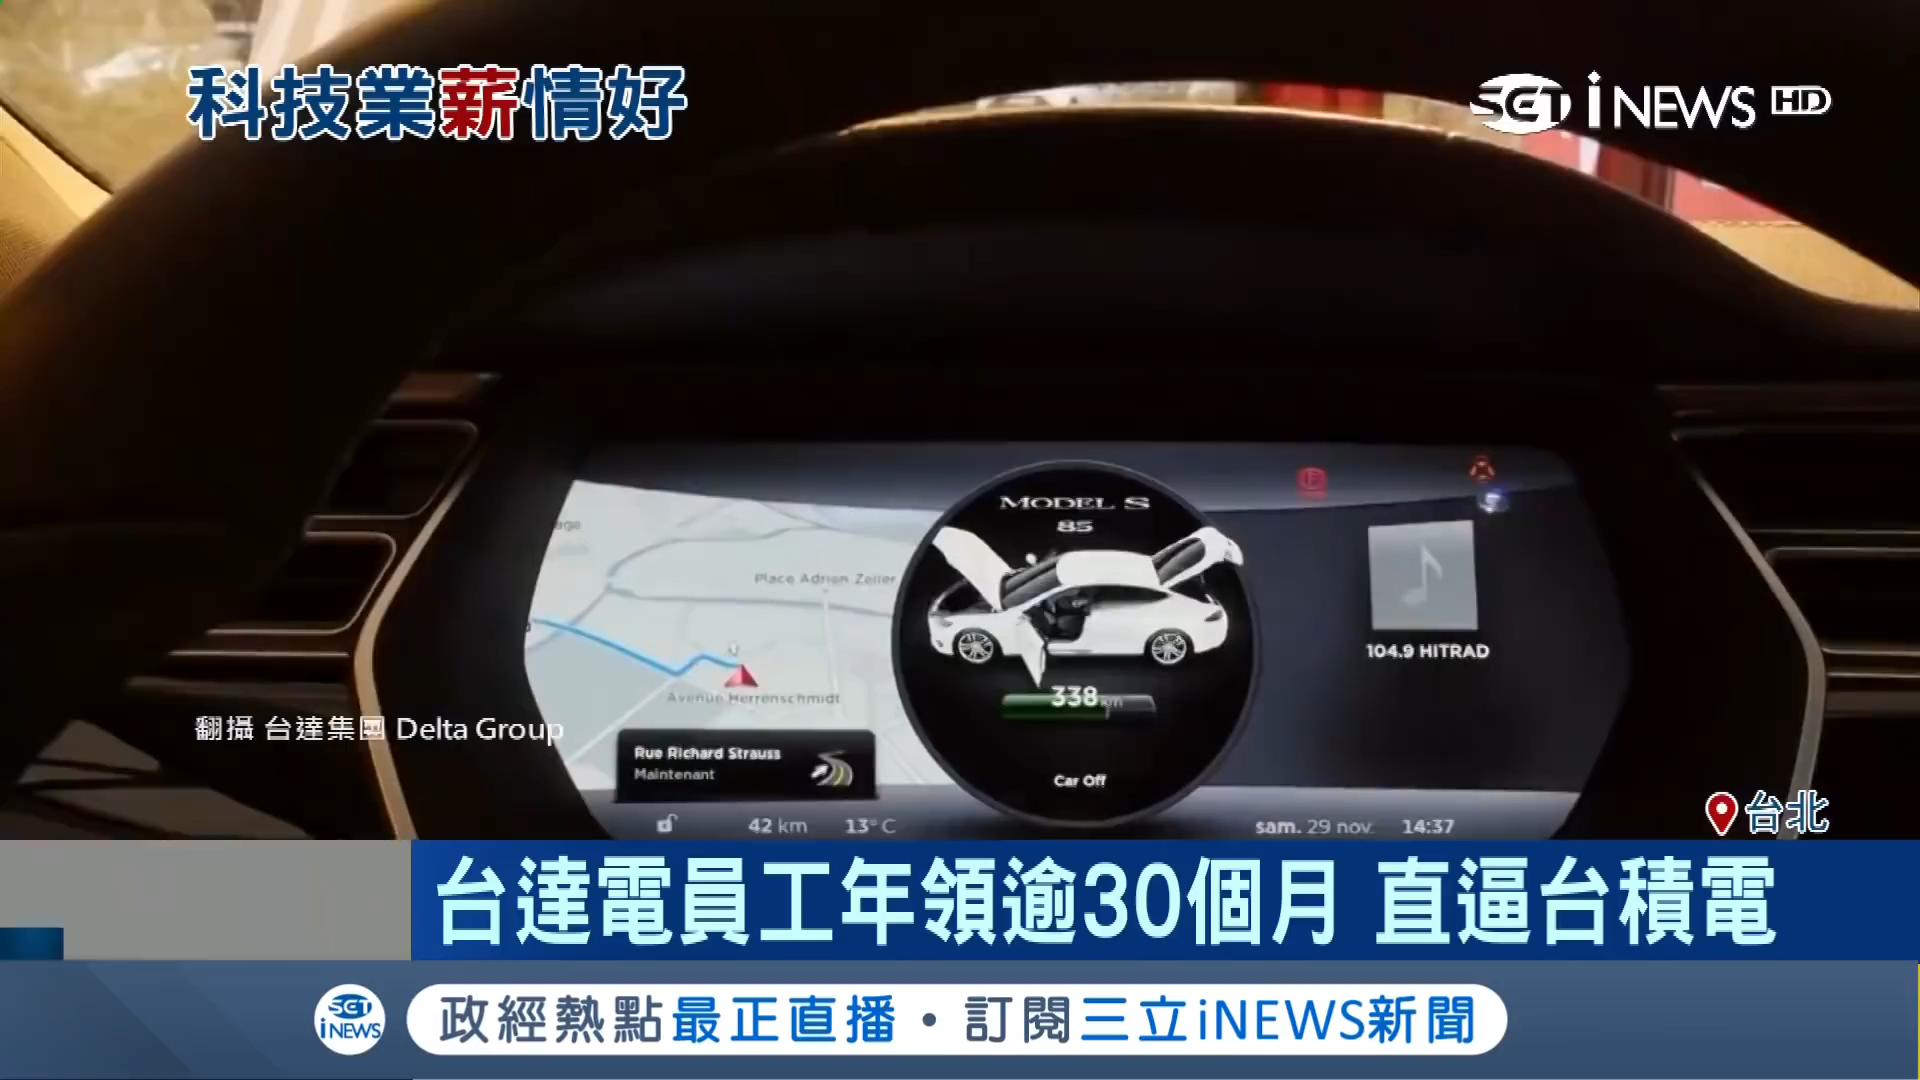 科技業薪情好
SET iNEWS HD
age
Place Adrien Zeller
Avenue Herrenschmidt
Rue Richard Strauss
Maintenant
42 km
13° C
MODEL S
85
338 km
Car Off
104.9 HITRAD
sam. 29 nov.
14:37
翻攝 台達集團 Delta Group
台北
台達電員工年領逾30個月 直逼台積電
SET iNEWS
政經熱點最正直播・訂閱三立iNEWS新聞